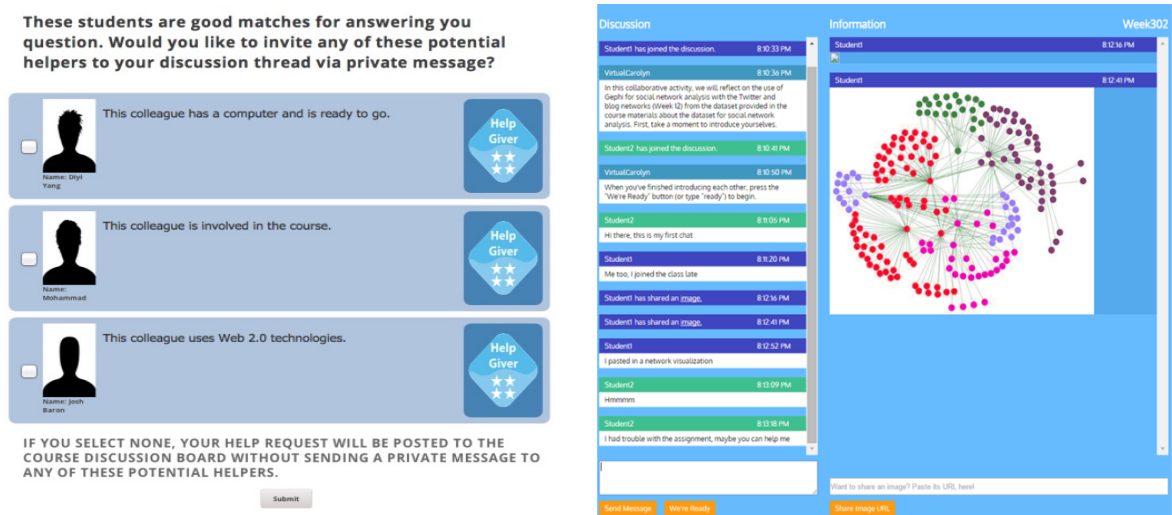 These students are good matches for answering you
question. Would you like to invite any of these potential
helpers to your discussion thread via private message?
This colleague has a computer and is ready to go.
Help
Giver
Name: Diyi
Yang
This colleague is involved in the course.
Help
Giver
Name:
Mohammad
This colleague uses Web 2.0 technologies.
Help
Giver
Name: Josh
Baron
IF YOU SELECT NONE, YOUR HELP REQUEST WILL BE POSTED TO THE
COURSE DISCUSSION BOARD WITHOUT SENDING A PRIVATE MESSAGE TO
ANY OF THESE POTENTIAL HELPERS.
Submit
Discussion
Student1 has joined the discussion. 8:10:33 PM
VirtualCarolyn 8:10:36 PM
In this collaborative activity, we will reflect on the use of
Gephi for social network analysis with the Twitter and
blog networks (Week 12) from the dataset provided in the
course materials about the dataset for social network
analysis. First, take a moment to introduce yourselves.
Student2 has joined the discussion. 8:10:41 PM
VirtualCarolyn 8:10:50 PM
When you've finished introducing each other, press the
"We're Ready" button (or type "ready") to begin.
Student2 8:11:05 PM
Hi there, this is my first chat
Student1 8:11:20 PM
Me too, I joined the class late
Student1 has shared an image. 8:12:16 PM
Student1 has shared an image. 8:12:41 PM
Student1 8:12:52 PM
I pasted in a network visualization
Student2 8:13:09 PM
Hmmmm
Student2 8:13:18 PM
I had trouble with the assignment, maybe you can help me
Send Message We're Ready
Information Week302
Student1 8:12:16 PM
Student1 8:12:41 PM
Want to share an image? Paste its URL here!
Share Image URL